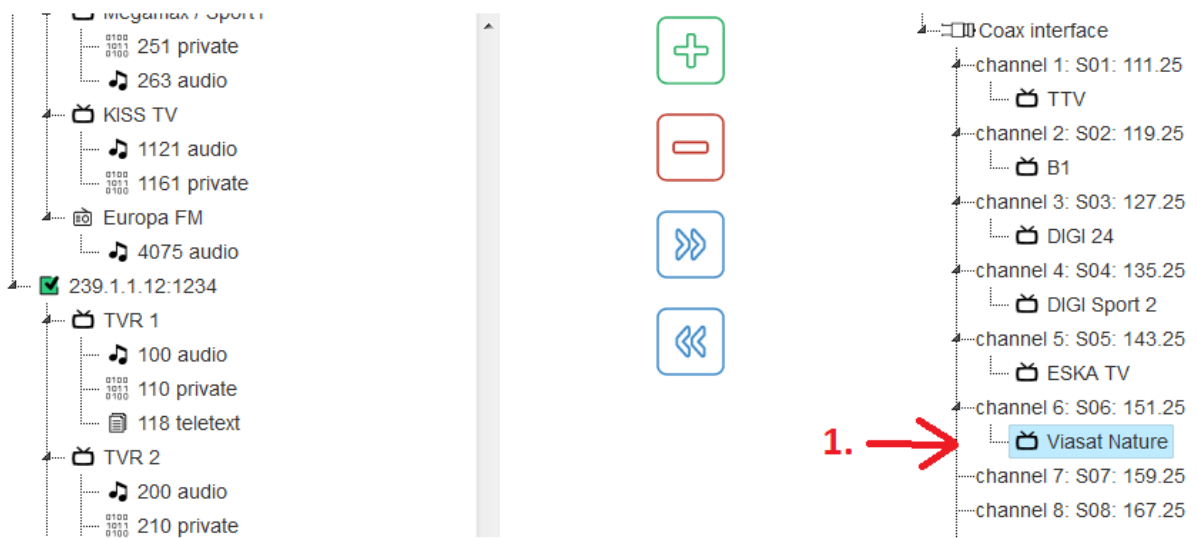 Megamax / Sport1
251 private
263 audio
KISS TV
1121 audio
1161 private
Europa FM
4075 audio
239.1.1.12:1234
TVR 1
100 audio
110 private
118 teletext
TVR 2
200 audio
210 private
Coax interface
channel 1: S01: 111.25
TTV
channel 2: S02: 119.25
B1
channel 3: S03: 127.25
DIGI 24
channel 4: S04: 135.25
DIGI Sport 2
channel 5: S05: 143.25
ESKA TV
channel 6: S06: 151.25
1.
Viasat Nature
channel 7: S07: 159.25
channel 8: S08: 167.25